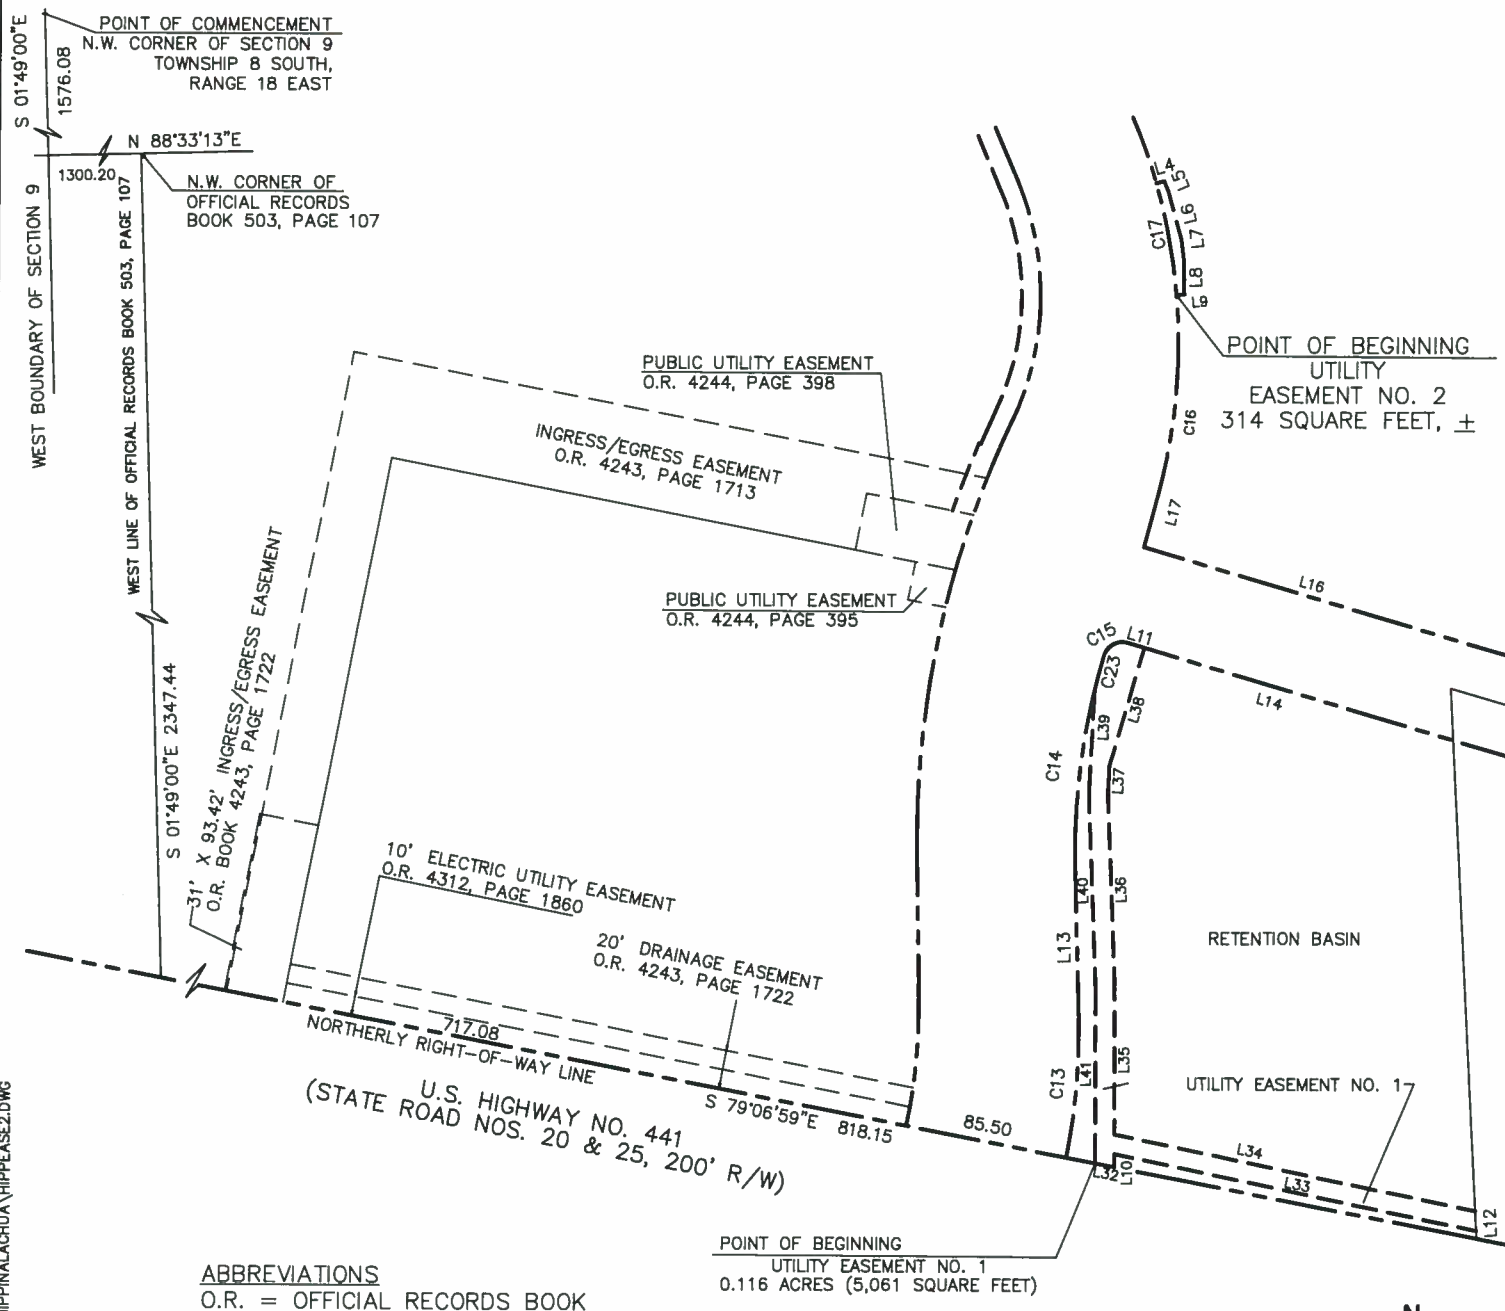 S 01°49'00"E
1576.08
POINT OF COMMENCEMENT
N.W. CORNER OF SECTION 9
TOWNSHIP 8 SOUTH,
RANGE 18 EAST
N 88°33'13"E
1300.20
N.W. CORNER OF
OFFICIAL RECORDS
BOOK 503, PAGE 107
WEST BOUNDARY OF SECTION 9
WEST LINE OF OFFICIAL RECORDS BOOK 503, PAGE 107
S 01°49'00"E 2347.44
L4
L5
L6
L7
C17
L8
L9
POINT OF BEGINNING
UTILITY
EASEMENT NO. 2
314 SQUARE FEET, ±
C16
L17
PUBLIC UTILITY EASEMENT
O.R. 4244, PAGE 398
INGRESS/EGRESS EASEMENT
O.R. 4243, PAGE 1713
PUBLIC UTILITY EASEMENT
O.R. 4244, PAGE 395
31' X 93.42' INGRESS/EGRESS EASEMENT
O.R. BOOK 4243, PAGE 1722
L16
C15
L11
C23
L14
L38
L39
C14
L37
10' ELECTRIC UTILITY EASEMENT
O.R. 4312, PAGE 1860
20' DRAINAGE EASEMENT
O.R. 4243, PAGE 1722
L40
L36
L13
RETENTION BASIN
717.08
NORTHERLY RIGHT-OF-WAY LINE
U.S. HIGHWAY NO. 441
(STATE ROAD NOS. 20 & 25, 200' R/W)
S 79°06'59"E 818.15
85.50
C13
L41
L35
UTILITY EASEMENT NO. 1
L34
L33
L32
L10
L12
POINT OF BEGINNING
UTILITY EASEMENT NO. 1
0.116 ACRES (5,061 SQUARE FEET)
ABBREVIATIONS
O.R. = OFFICIAL RECORDS BOOK
N